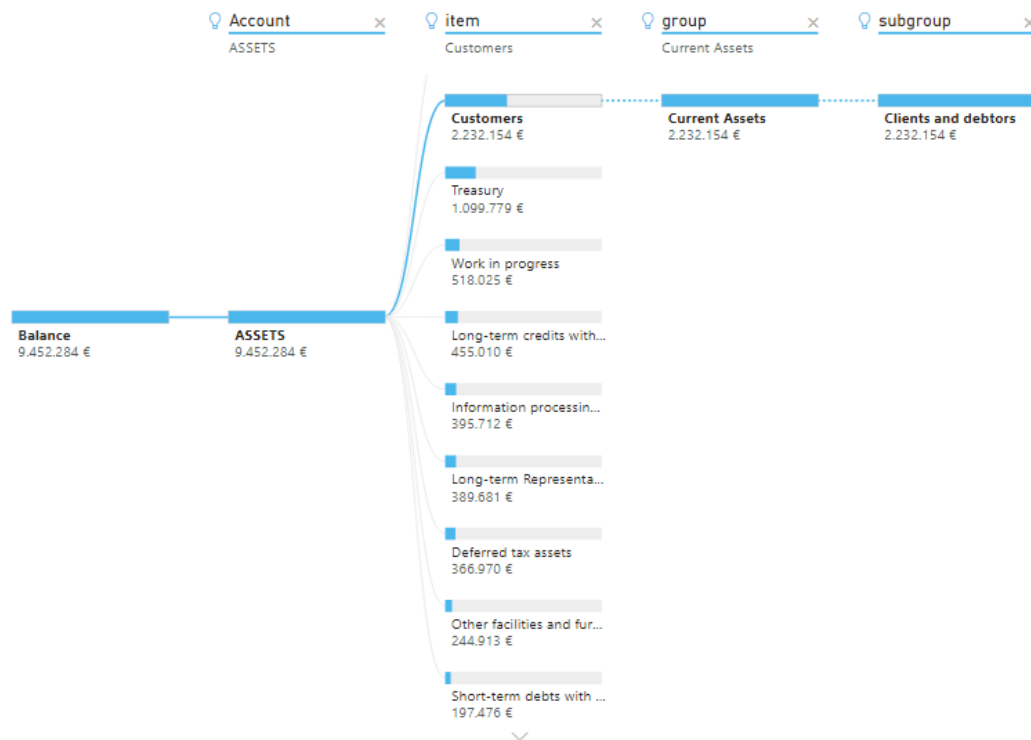 Account
item
group
subgroup
ASSETS
Customers
Current Assets
Customers
2.232.154 €
Current Assets
2.232.154 €
Clients and debtors
2.232.154 €
Treasury
1.099.779 €
Work in progress
518.025 €
Balance
9.452.284 €
ASSETS
9.452.284 €
Long-term credits with...
455.010 €
Information processin...
395.712 €
Long-term Representa...
389.681 €
Deferred tax assets
366.970 €
Other facilities and fur...
244.913 €
Short-term debts with ...
197.476 €